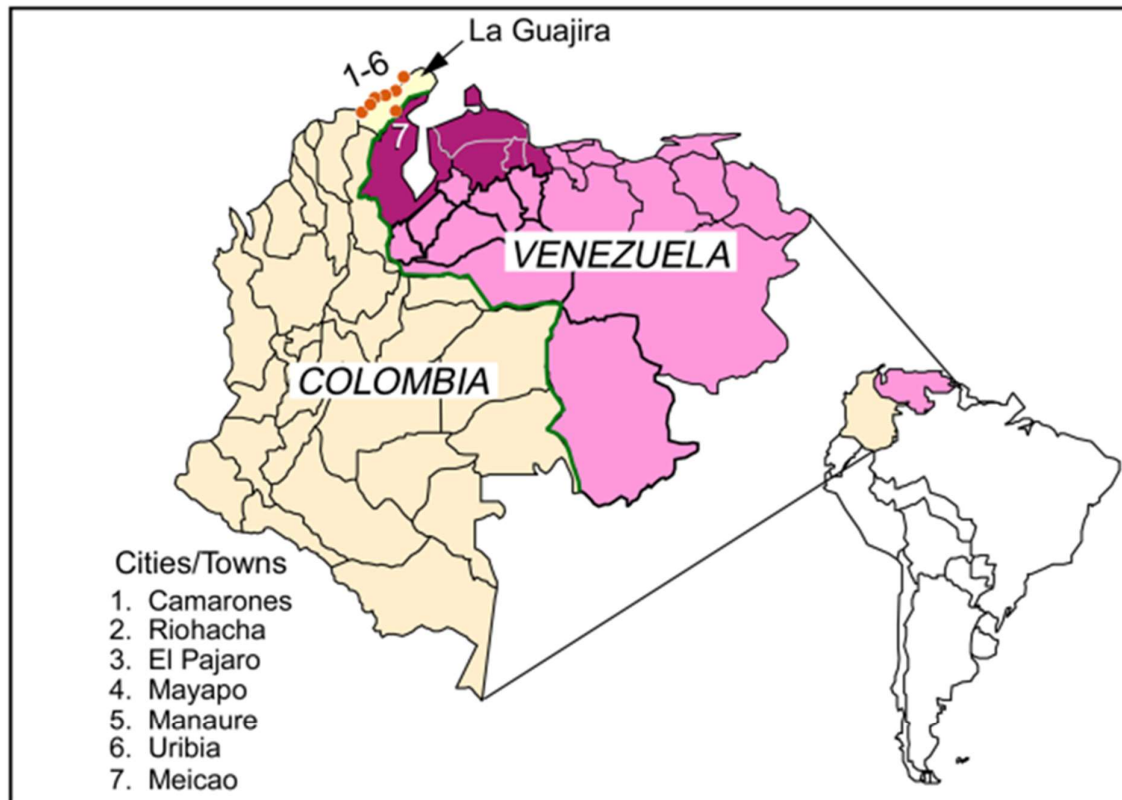 La Guajira
1-6
7
VENEZUELA
COLOMBIA
Cities/Towns
1. Camarones
2. Riohacha
3. El Pajaro
4. Mayapo
5. Manaure
6. Uribia
7. Meicao